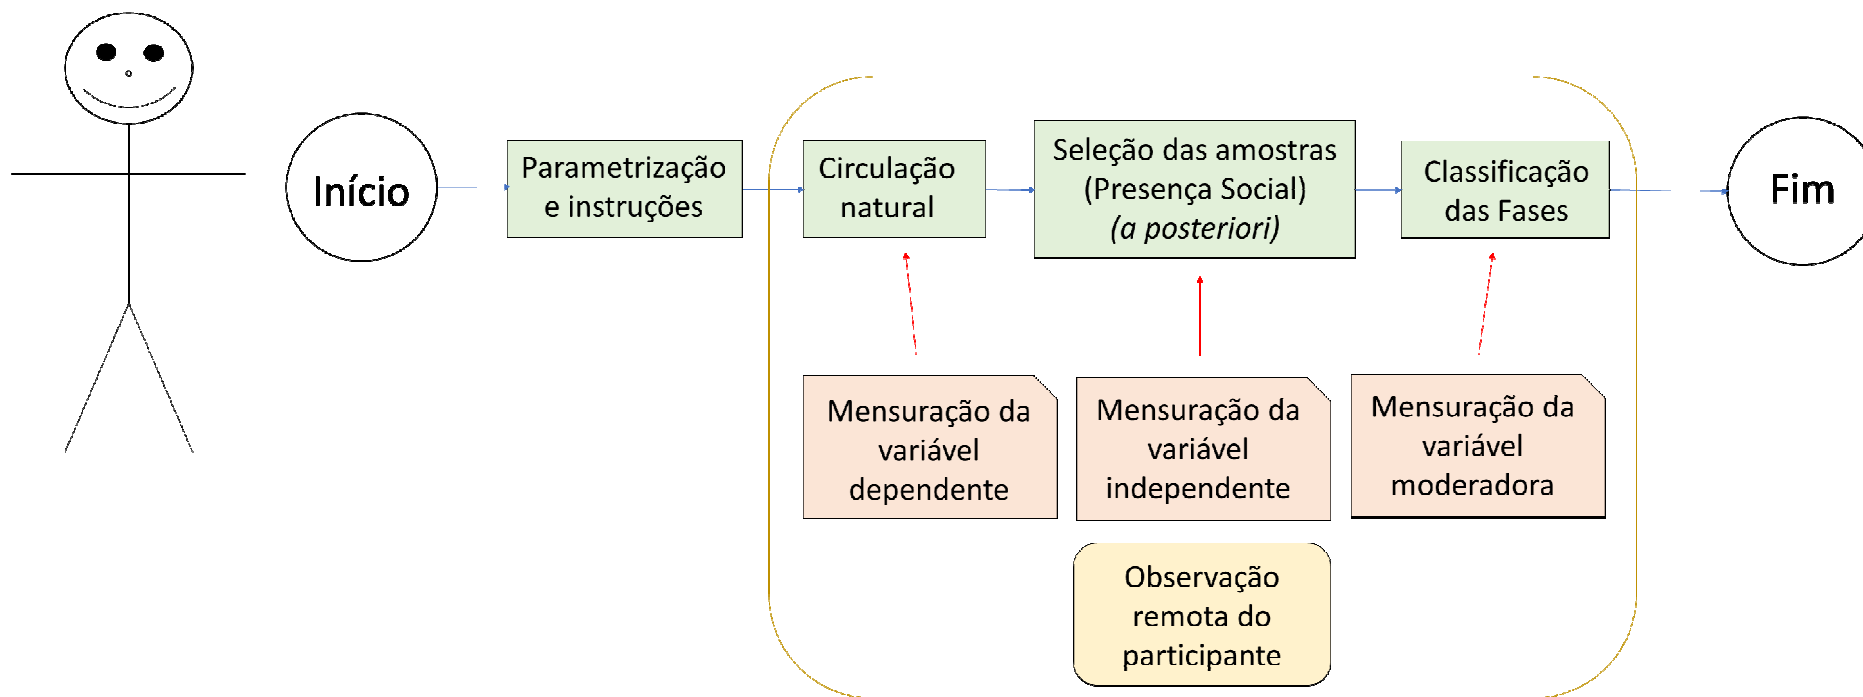 Início
Parametrização
e instruções
Circulação
natural
Seleção das amostras
(Presença Social)
(a posteriori)
Classificação
das Fases
Fim
Mensuração da
variável
dependente
Mensuração da
variável
independente
Mensuração da
variável
moderadora
Observação
remota do
participante